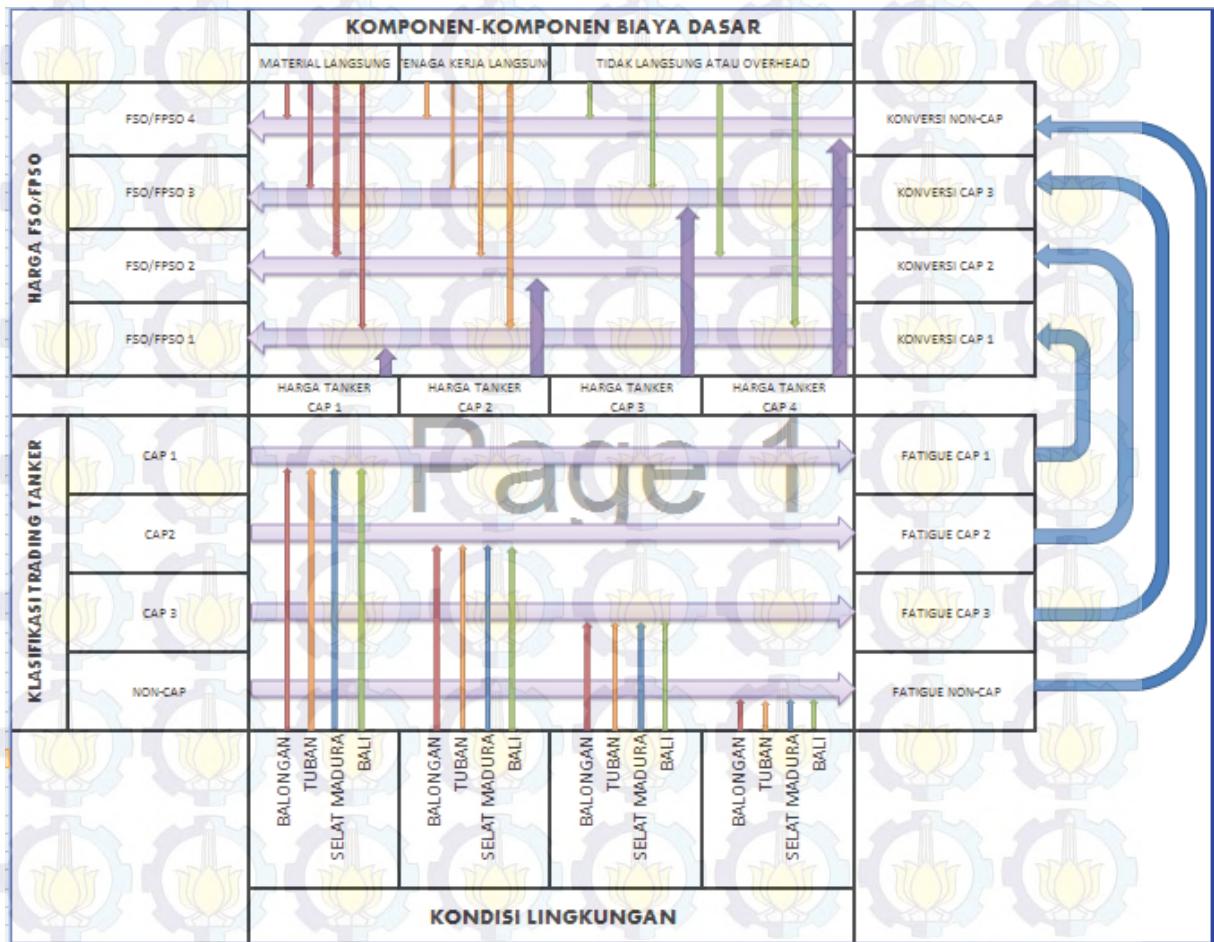 KOMPONEN-KOMPONEN BIAYA DASAR
MATERIAL LANGSUNG
TENAGA KERJA LANGSUNG
TIDAK LANGSUNG ATAU OVERHEAD
HARGA FSO/FPSO
FSO/FPSO 4
KONVERSI NON-CAP
FSO/FPSO 3
KONVERSI CAP 3
FSO/FPSO 2
KONVERSI CAP 2
FSO/FPSO 1
KONVERSI CAP 1
HARGA TANKER
CAP 1
HARGA TANKER
CAP 2
HARGA TANKER
CAP 3
HARGA TANKER
CAP 4
KLASIFIKASI TRADING TANKER
CAP 1
FATIGUE CAP 1
Page 1
CAP2
FATIGUE CAP 2
CAP 3
FATIGUE CAP 3
NON-CAP
FATIGUE NON-CAP
BALONGAN
TUBAN
SELAT MADURA
BALI
BALONGAN
TUBAN
SELAT MADURA
BALI
BALONGAN
TUBAN
SELAT MADURA
BALI
BALONGAN
TUBAN
SELAT MADURA
BALI
KONDISI LINGKUNGAN